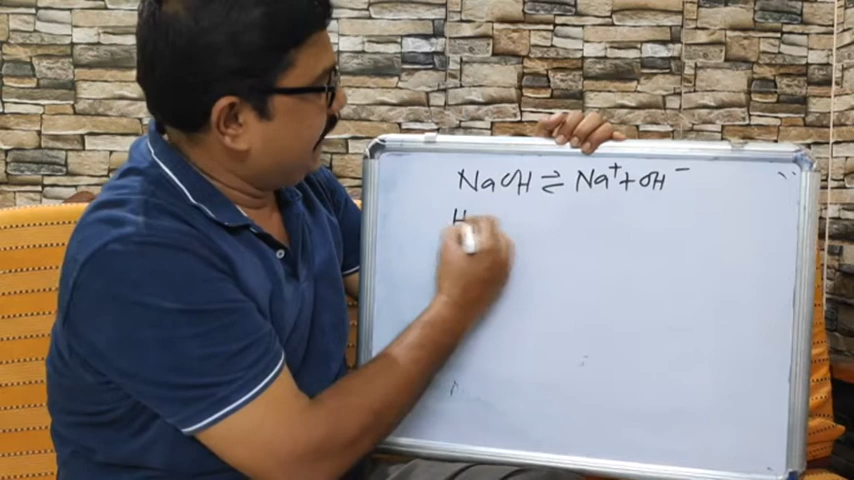 NaOH ⇌ Na⁺ + OH⁻
H